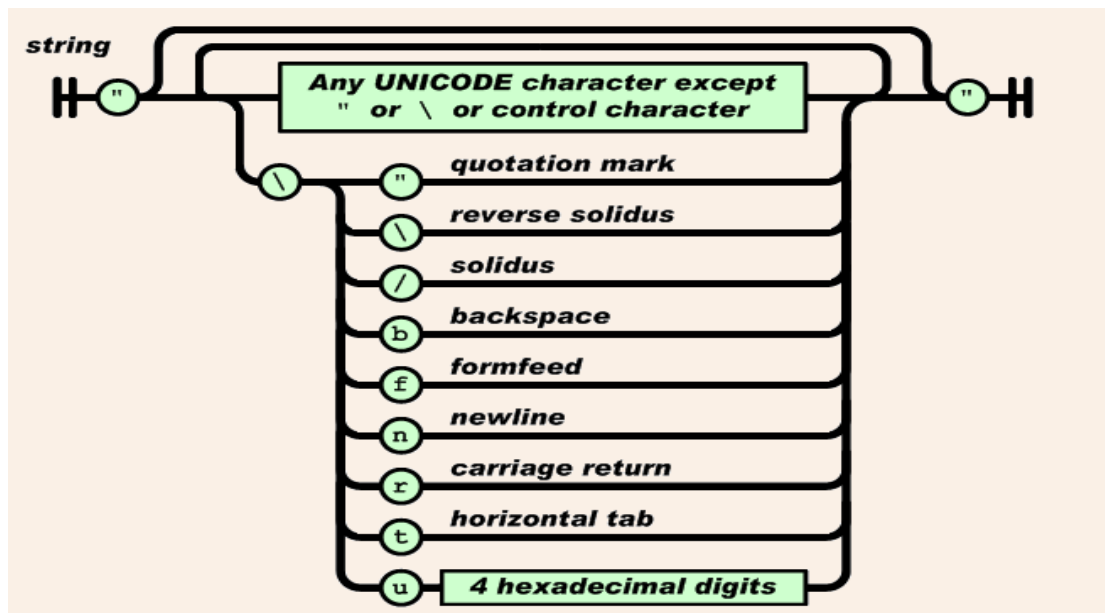 string
"
Any UNICODE character except
" or \ or control character
"
\
" quotation mark
\ reverse solidus
/ solidus
b backspace
f formfeed
n newline
r carriage return
t horizontal tab
u 4 hexadecimal digits